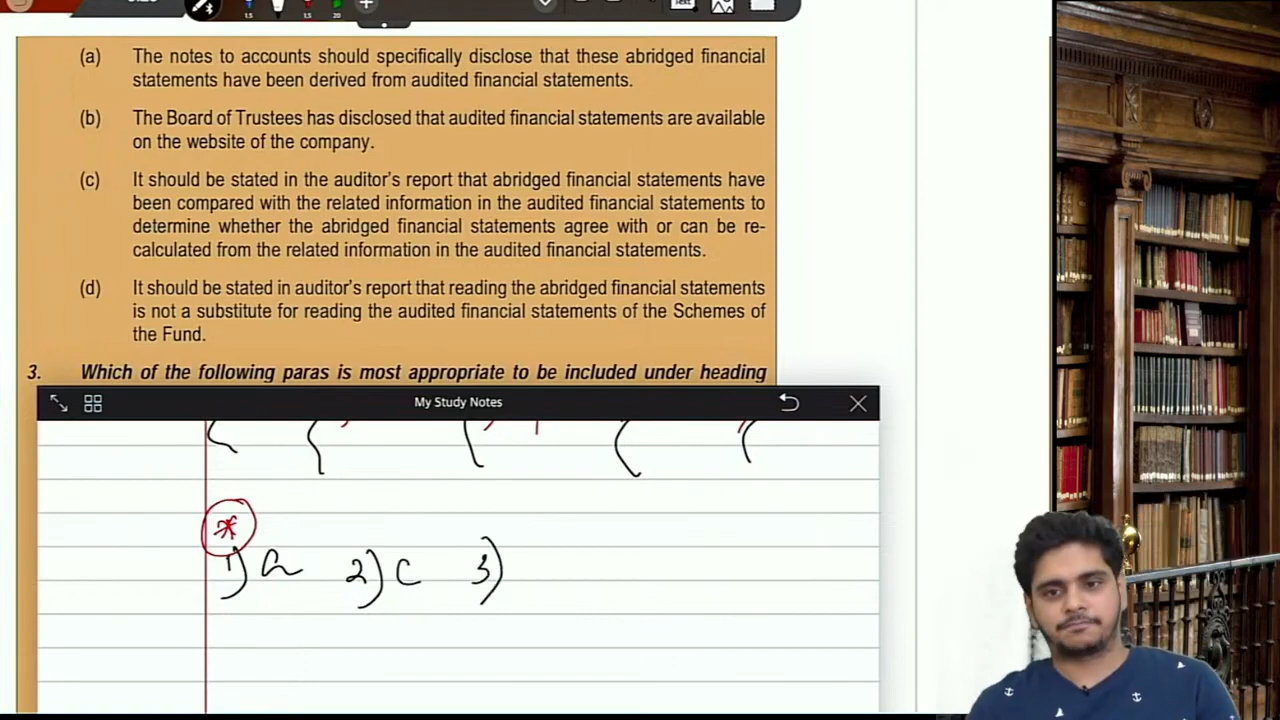 (a) The notes to accounts should specifically disclose that these abridged financial
statements have been derived from audited financial statements.
(b) The Board of Trustees has disclosed that audited financial statements are available
on the website of the company.
(c) It should be stated in the auditor's report that abridged financial statements have
been compared with the related information in the audited financial statements to
determine whether the abridged financial statements agree with or can be re-
calculated from the related information in the audited financial statements.
(d) It should be stated in auditor's report that reading the abridged financial statements
is not a substitute for reading the audited financial statements of the Schemes of
the Fund.
3. Which of the following paras is most appropriate to be included under heading
My Study Notes
*
1) a 2) c 3)